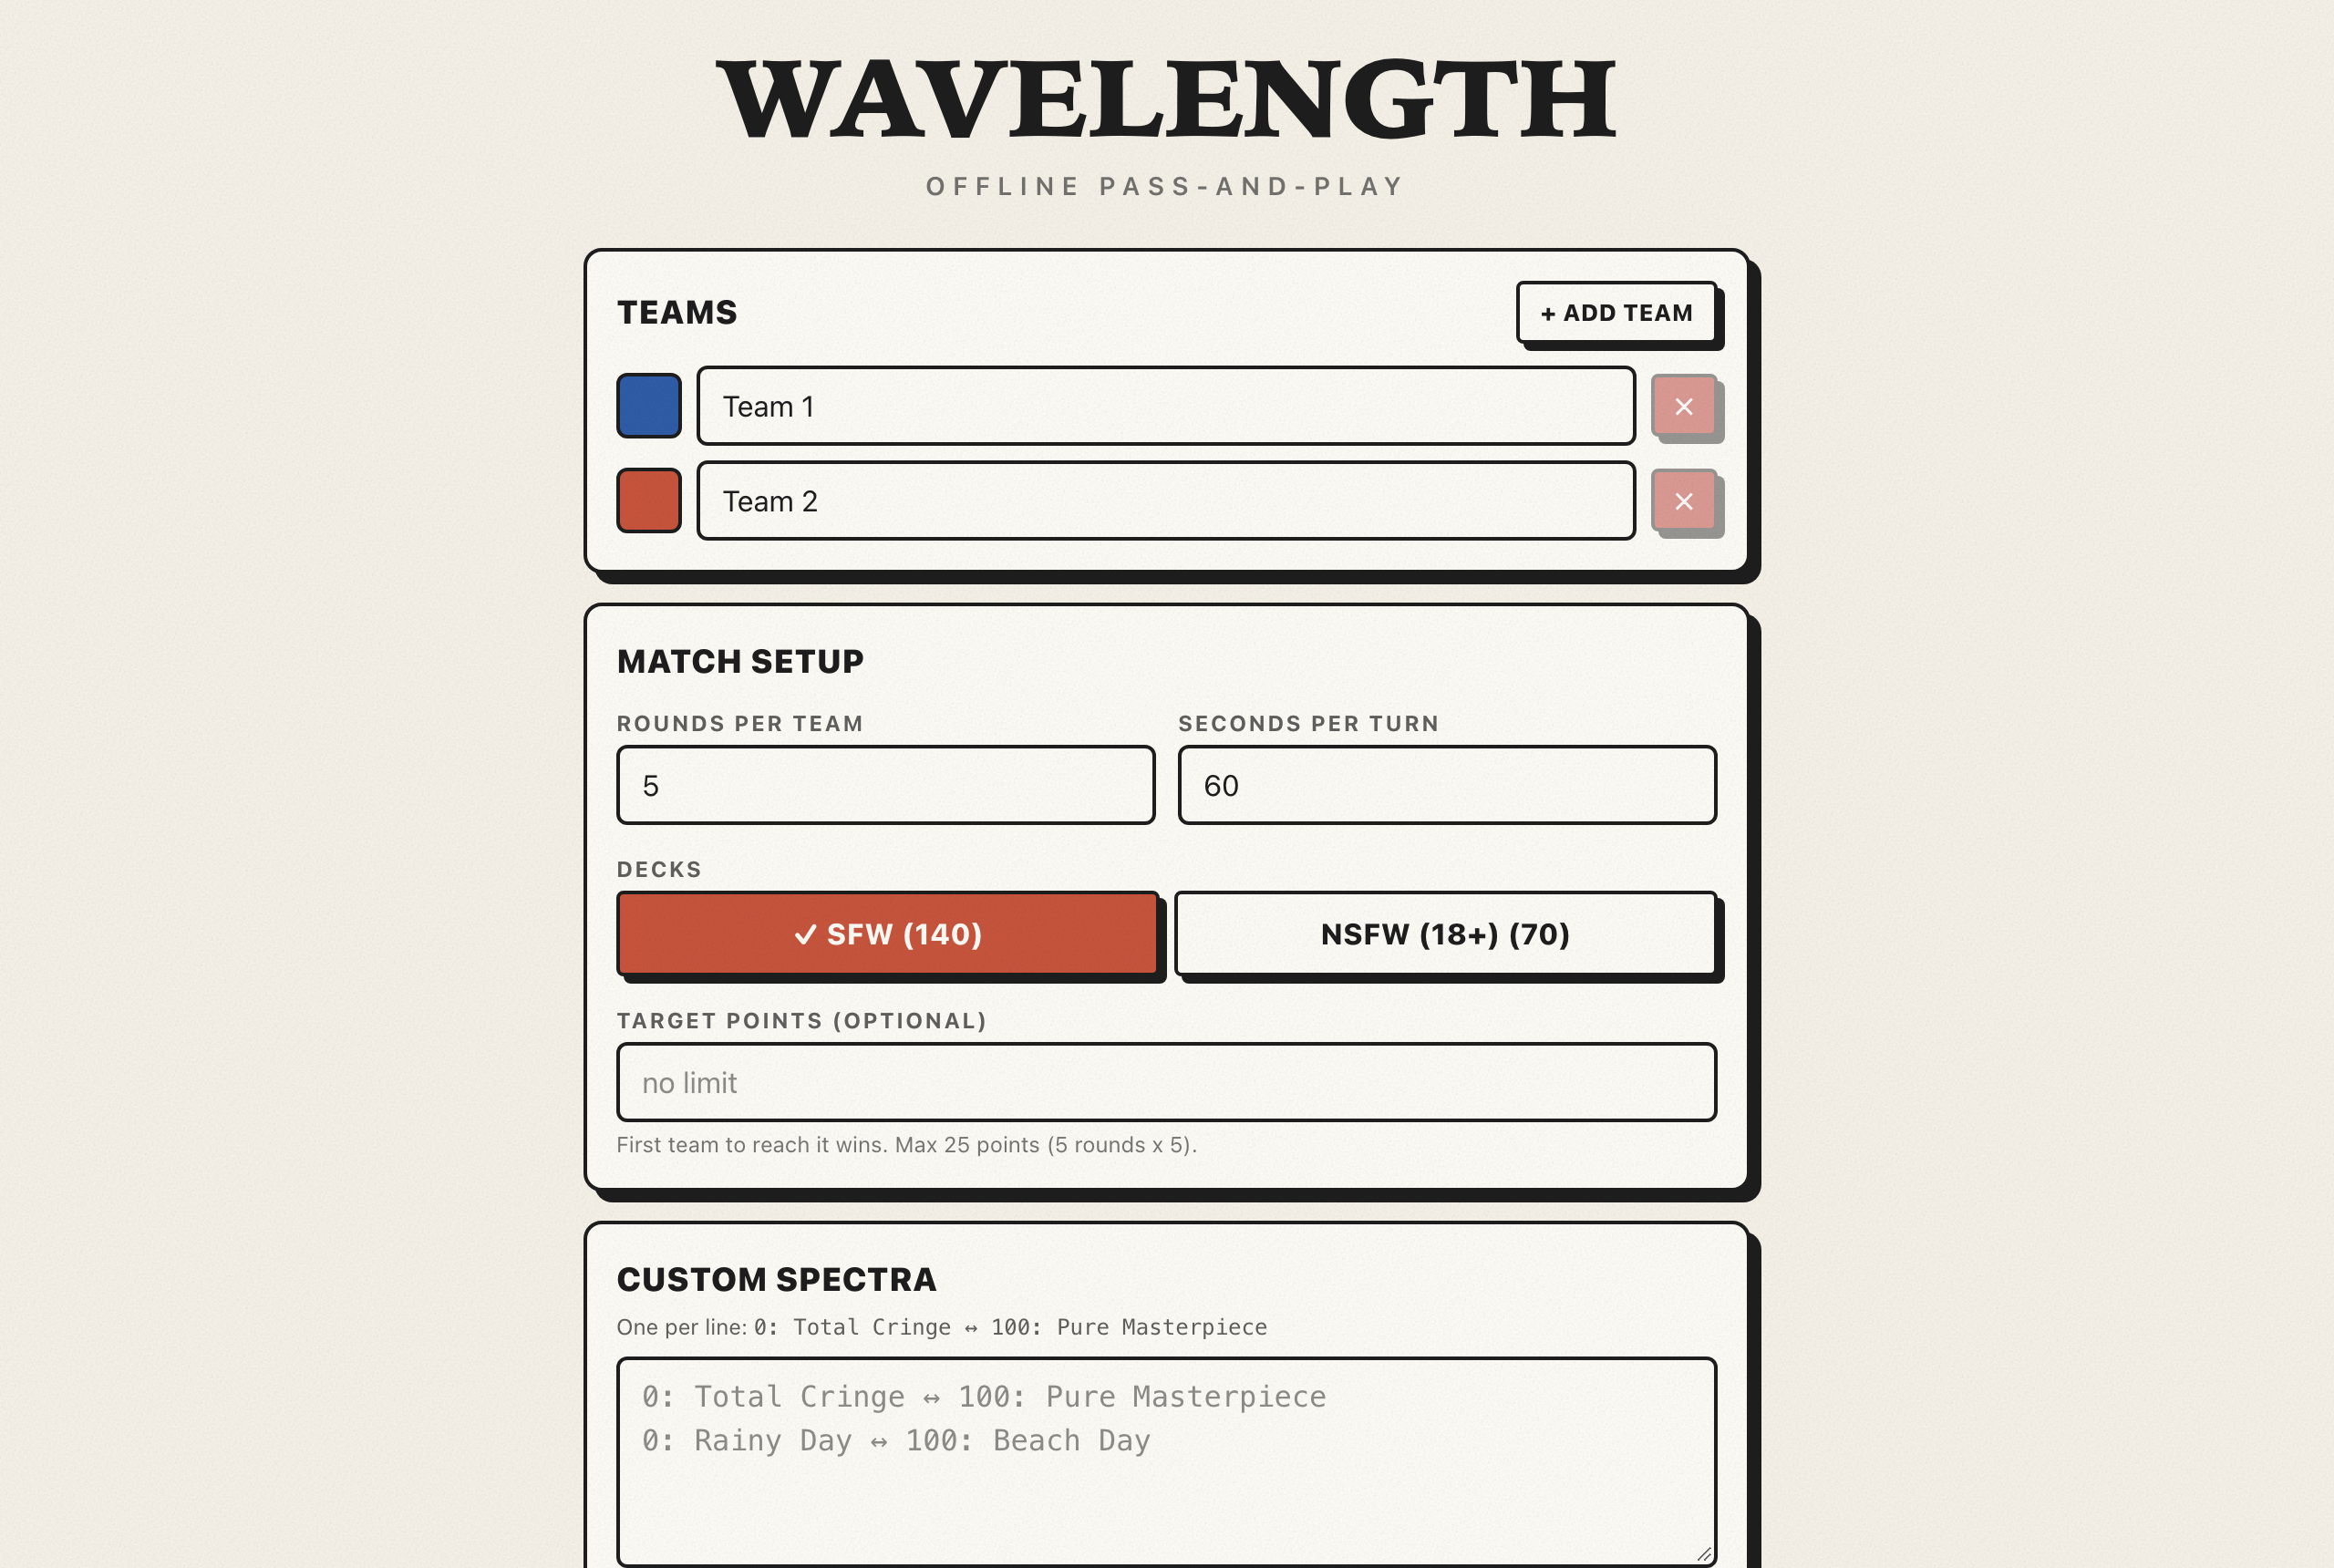 WAVELENGTH
OFFLINE PASS-AND-PLAY
TEAMS
+ ADD TEAM
Team 1
×
Team 2
×
MATCH SETUP
ROUNDS PER TEAM
SECONDS PER TURN
5
60
DECKS
✓ SFW (140)
NSFW (18+) (70)
TARGET POINTS (OPTIONAL)
no limit
First team to reach it wins. Max 25 points (5 rounds x 5).
CUSTOM SPECTRA
One per line: 0: Total Cringe ↔ 100: Pure Masterpiece
0: Total Cringe ↔ 100: Pure Masterpiece
0: Rainy Day ↔ 100: Beach Day